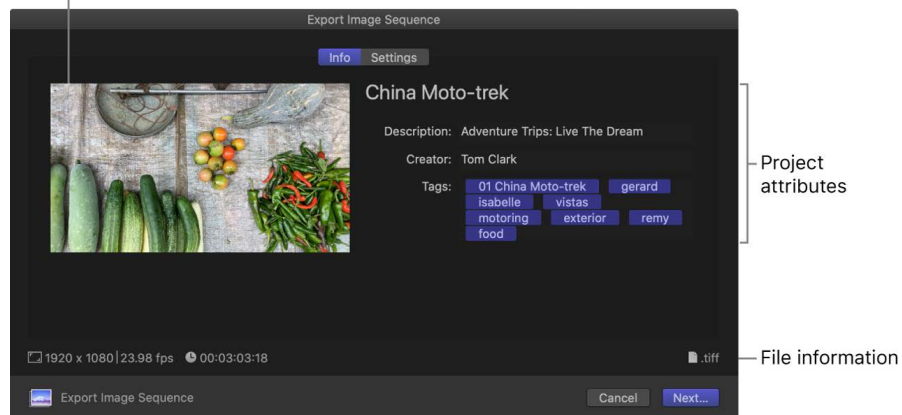 Export Image Sequence
Info Settings
China Moto-trek
Description: Adventure Trips: Live The Dream
Creator: Tom Clark
Tags: 01 China Moto-trek gerard
isabelle vistas
motoring exterior remy
food
Project
attributes
1920 x 1080 | 23.98 fps 00:03:03:18 .tiff
File information
Export Image Sequence Cancel Next...